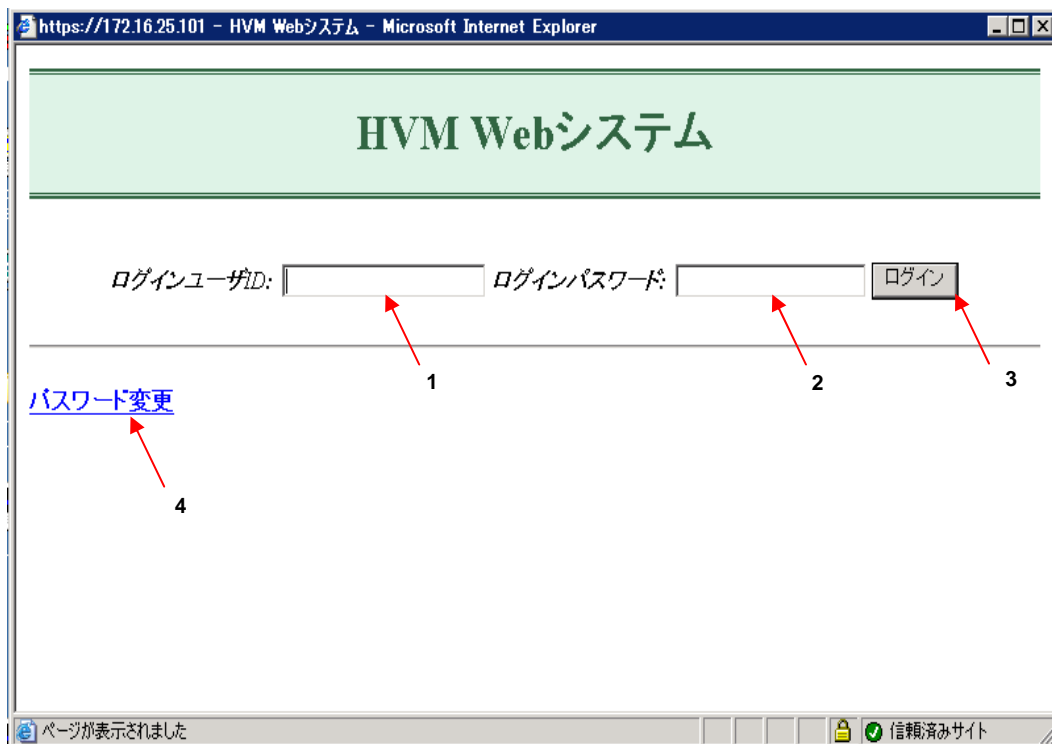 https://172.16.25.101 - HVM Webシステム - Microsoft Internet Explorer
HVM Webシステム
ログインユーザID: ログインパスワード: ログイン
1 2 3
パスワード変更
4
ページが表示されました 信頼済みサイト